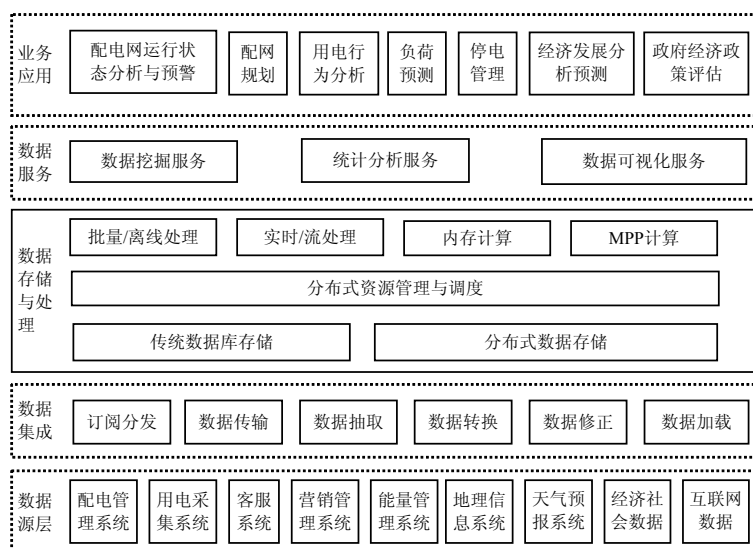 业务
应用
配电网运行状
态分析与预警
配网
规划
用电行
为分析
负荷
预测
停电
管理
经济发展分
析预测
政府经济政
策评估
数据
服务
数据挖掘服务
统计分析服务
数据可视化服务
数据
存储
与处
理
批量/离线处理
实时/流处理
内存计算
MPP计算
分布式资源管理与调度
传统数据库存储
分布式数据存储
数据
集成
订阅分发
数据传输
数据抽取
数据转换
数据修正
数据加载
数据
源层
配电管
理系统
用电采
集系统
客服
系统
营销管
理系统
能量管
理系统
地理信
息系统
天气预
报系统
经济社
会数据
互联网
数据